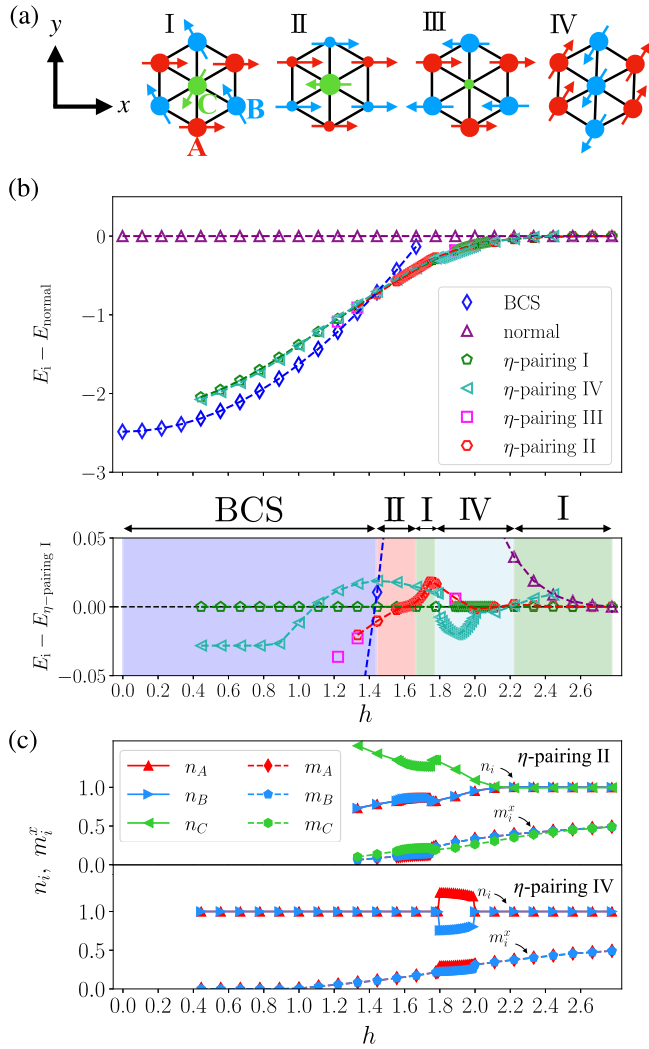 (a)
y
x
I
II
III
IV
C
B
A
(b)
0
−1
−2
−3
E_i − E_normal
BCS
normal
η-pairing I
η-pairing IV
η-pairing III
η-pairing II
BCS
II
I
IV
I
0.05
0.00
−0.05
E_i − E_η−pairing I
0.0 0.2 0.4 0.6 0.8 1.0 1.2 1.4 1.6 1.8 2.0 2.2 2.4 2.6 2.8
h
(c)
n_A m_A
n_B m_B
n_C m_C
n_i
η-pairing II
m_i^x
1.0
0.5
0.0
n_i, m_i^x
n_i
η-pairing IV
m_i^x
1.0
0.5
0.0
0.0 0.2 0.4 0.6 0.8 1.0 1.2 1.4 1.6 1.8 2.0 2.2 2.4 2.6 2.8
h